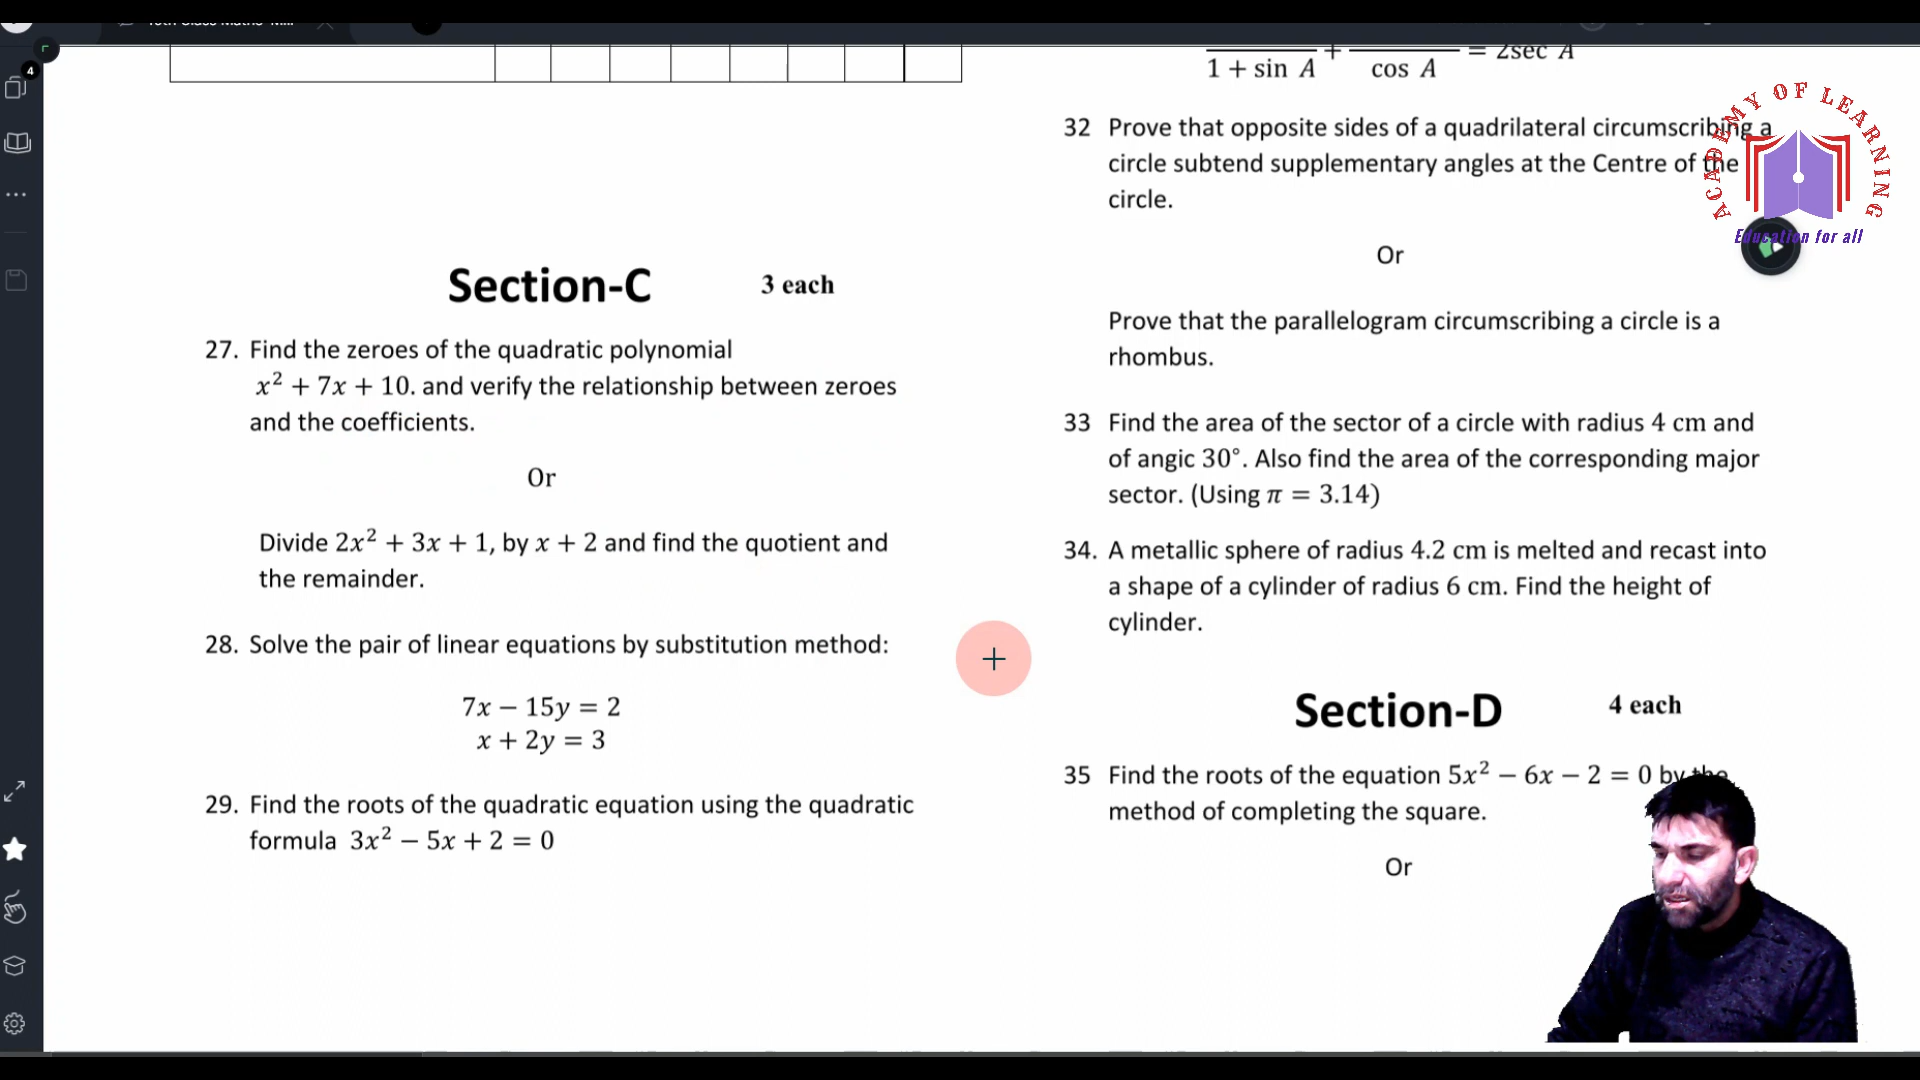 4
Section-C 3 each
27. Find the zeroes of the quadratic polynomial
x² + 7x + 10. and verify the relationship between zeroes
and the coefficients.
Or
Divide 2x² + 3x + 1, by x + 2 and find the quotient and
the remainder.
28. Solve the pair of linear equations by substitution method:
7x − 15y = 2
x + 2y = 3
29. Find the roots of the quadratic equation using the quadratic
formula 3x² − 5x + 2 = 0
1 + sin A + cos A = 2sec A
32 Prove that opposite sides of a quadrilateral circumscribing a
circle subtend supplementary angles at the Centre of the
circle.
Or
Prove that the parallelogram circumscribing a circle is a
rhombus.
33 Find the area of the sector of a circle with radius 4 cm and
of angic 30°. Also find the area of the corresponding major
sector. (Using π = 3.14)
34. A metallic sphere of radius 4.2 cm is melted and recast into
a shape of a cylinder of radius 6 cm. Find the height of
cylinder.
Section-D 4 each
35 Find the roots of the equation 5x² − 6x − 2 = 0 by the
method of completing the square.
Or
ACADEMY OF LEARNING
Education for all